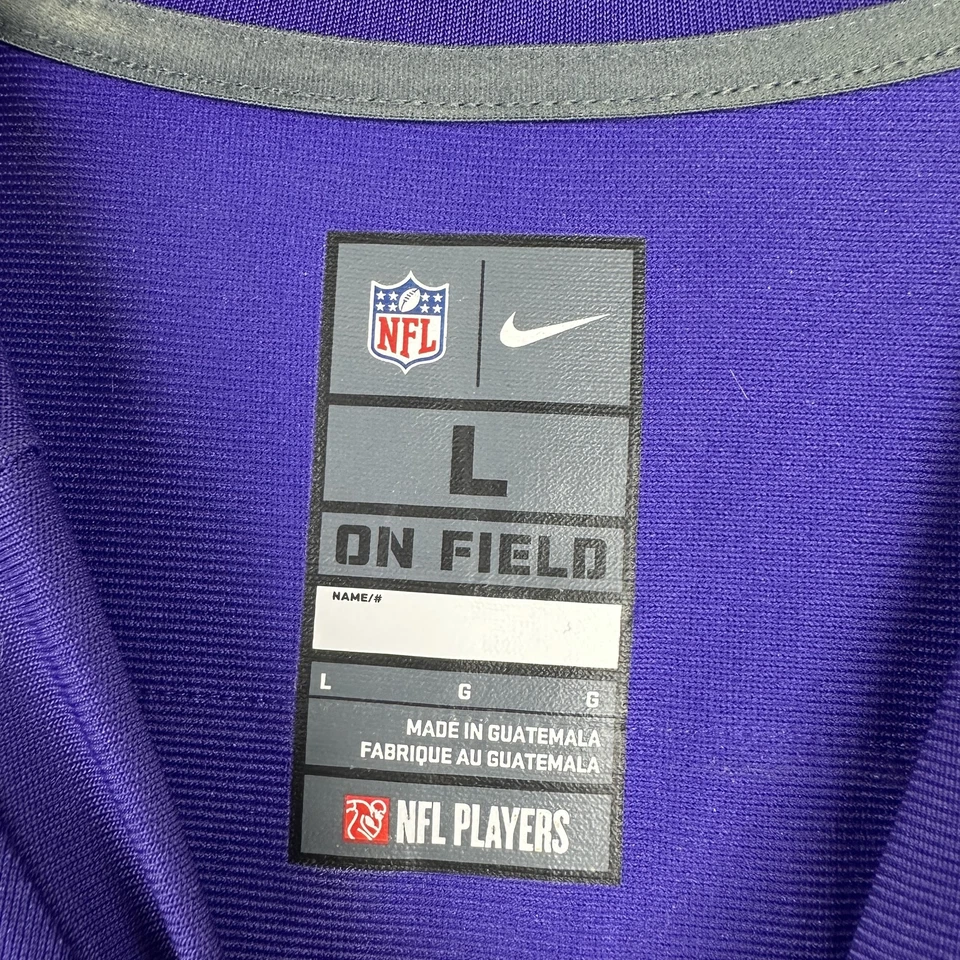 NFL
L
ON FIELD
NAME/#
L G G
MADE IN GUATEMALA
FABRIQUE AU GUATEMALA
NFL PLAYERS